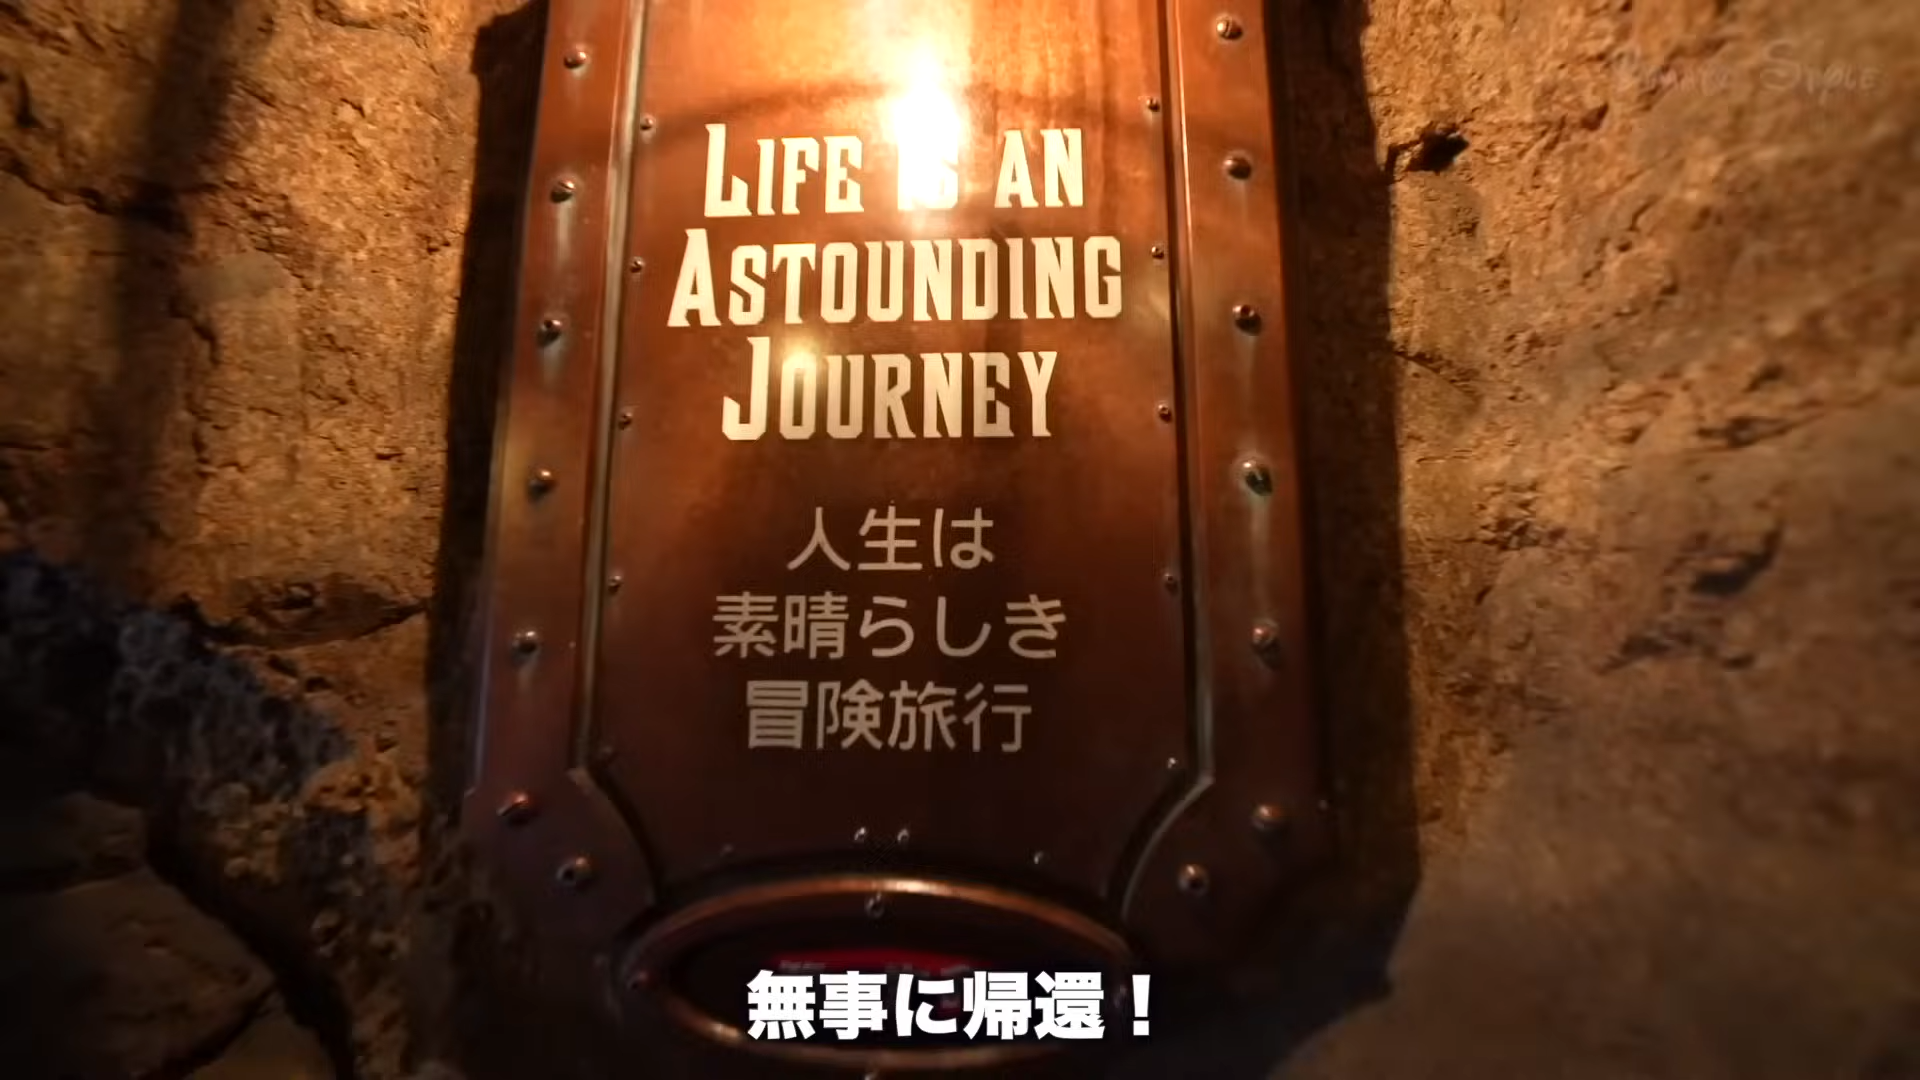 LIFE IS AN
ASTOUNDING
JOURNEY
人生は
素晴らしき
冒険旅行
無事に帰還！